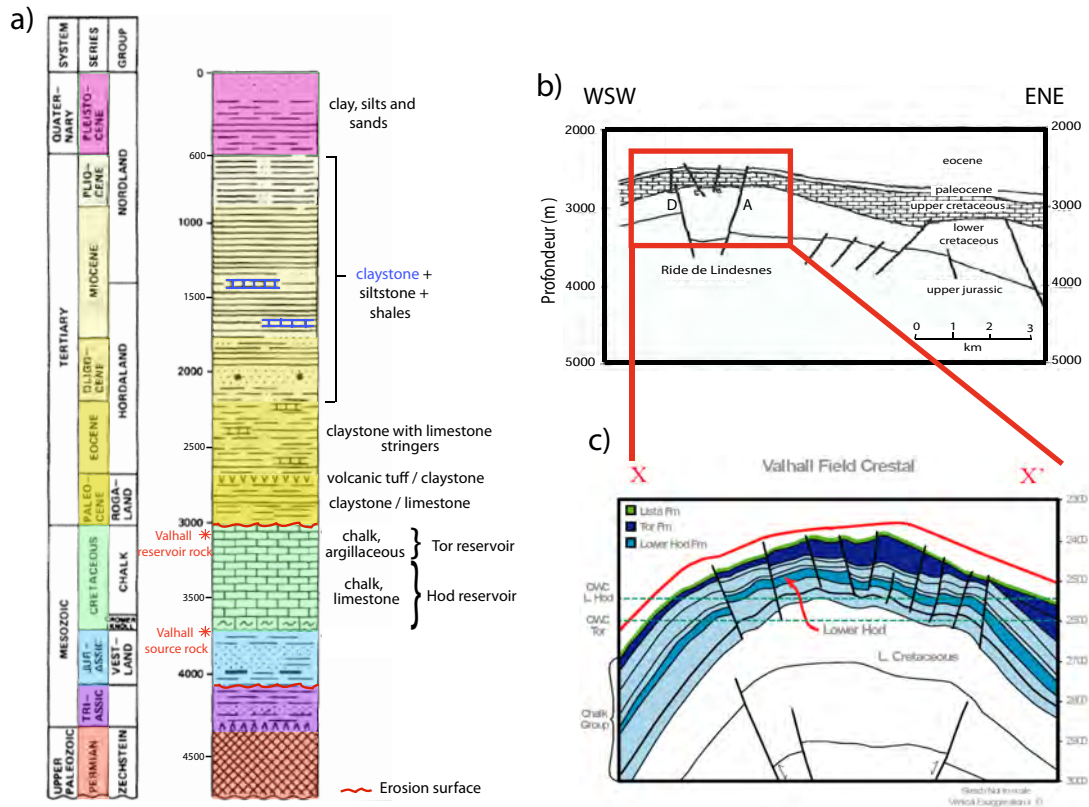 a)
SYSTEM
SERIES
GROUP
QUATER-
NARY
PLEISTO-
CENE
NORDLAND
TERTIARY
PLIO-
CENE
MIOCENE
HORDALAND
OLIGO-
CENE
EOCENE
PALEO-
CENE
ROGA-
LAND
MESOZOIC
CRETACEOUS
CHALK
CROMER
KNOLL
JUR-
ASSIC
VEST-
LAND
TRI-
ASSIC
UPPER
PALEOZOIC
PERMIAN
ZECHSTEIN
0
600
1000
1500
2000
2500
3000
3500
4000
4500
clay, silts and
sands
claystone +
siltstone +
shales
claystone with limestone
stringers
volcanic tuff / claystone
claystone / limestone
Valhall
reservoir rock
chalk,
argillaceous
Tor reservoir
chalk,
limestone
Hod reservoir
Valhall
source rock
Erosion surface
b)
WSW
ENE
Profondeur (m)
2000
3000
4000
5000
2000
3000
4000
5000
eocene
paleocene
upper cretaceous
lower
cretaceous
upper jurassic
D
A
Ride de Lindesnes
0 1 2 3
km
c)
X
Valhall Field Crestal
X'
Lista Fm
Tor Fm
Lower Hod Fm
OWC
L. Hod
OWC
Tor
Lower Hod
L. Cretaceous
Chalk
Group
2300
2400
2500
2600
2700
2800
2900
3000